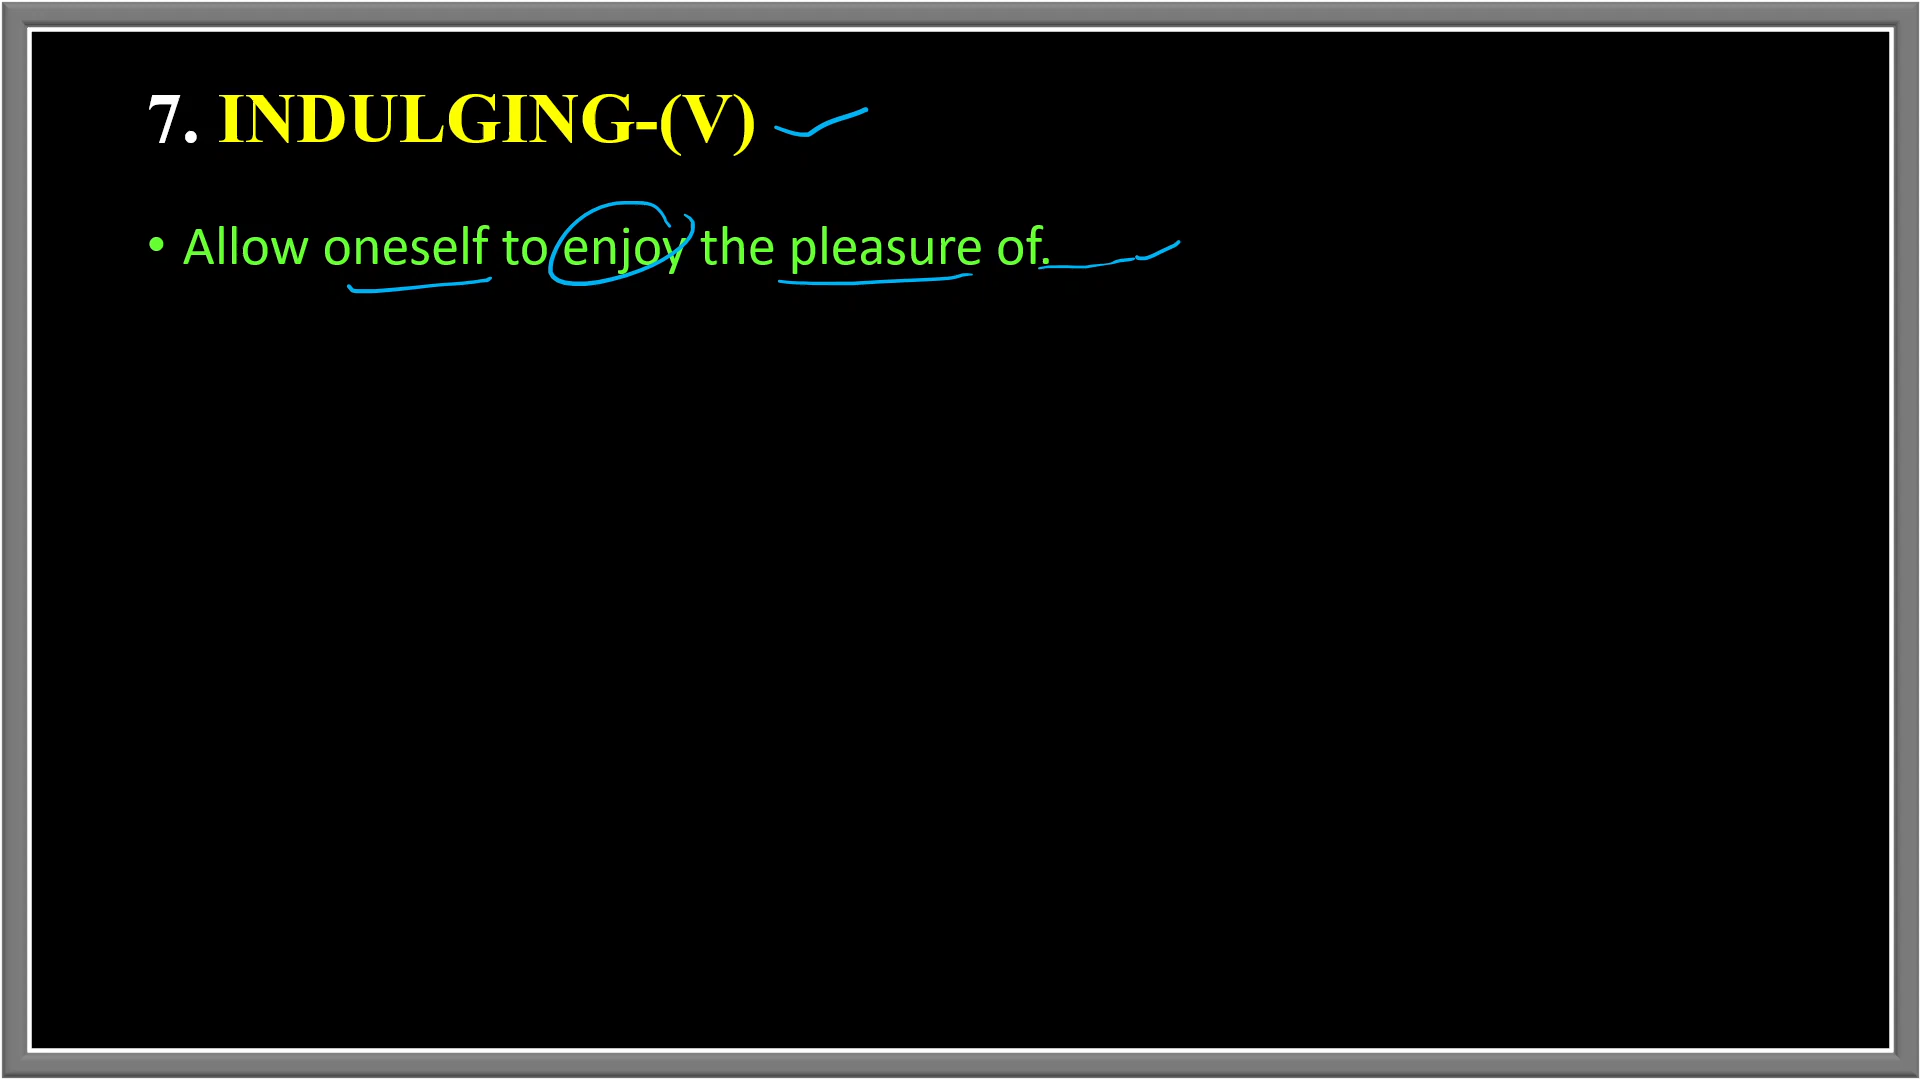 7. INDULGING-(V)
• Allow oneself to enjoy the pleasure of.